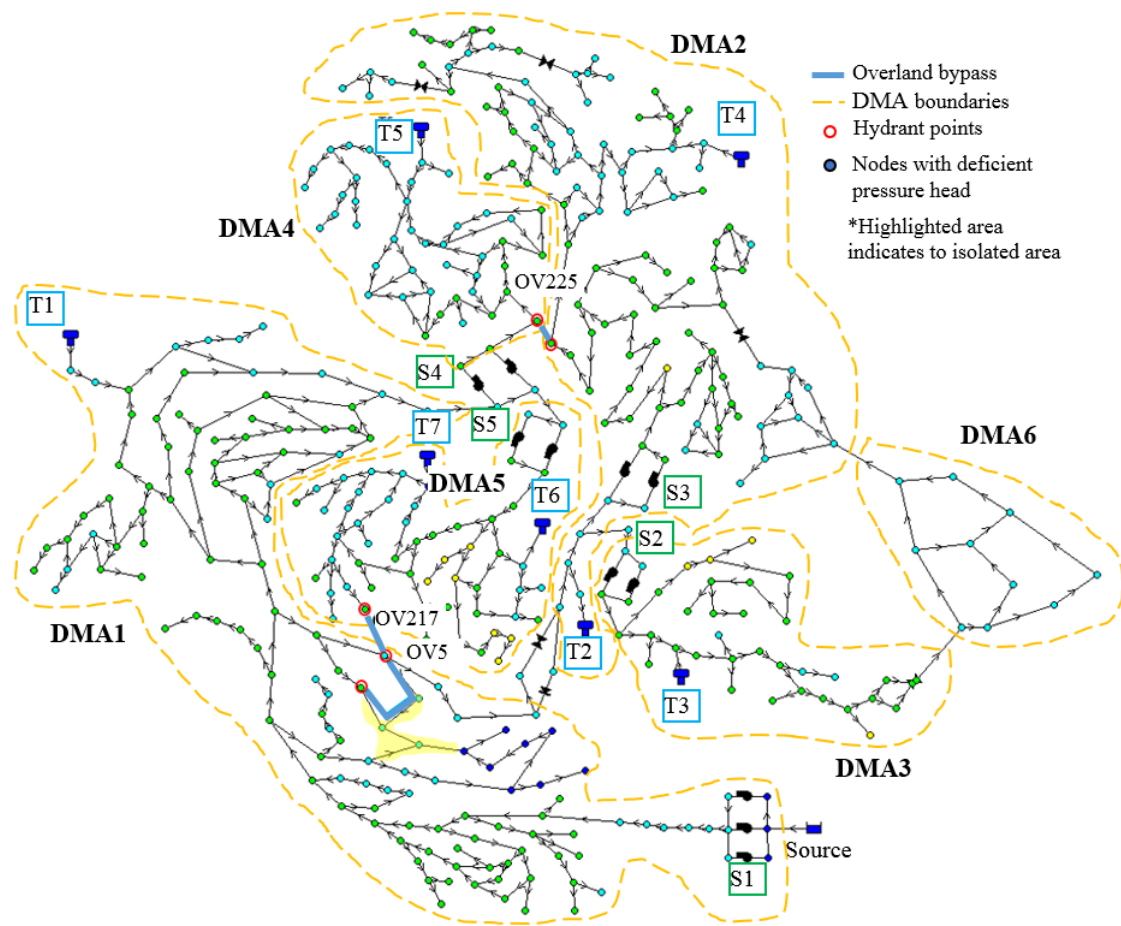 DMA2
Overland bypass
DMA boundaries
Hydrant points
Nodes with deficient
pressure head
*Highlighted area
indicates to isolated area
T4
T5
DMA4
OV225
T1
S4
S5
T7
DMA6
DMA5
T6
S3
S2
OV217
OV5
DMA1
T2
T3
DMA3
Source
S1